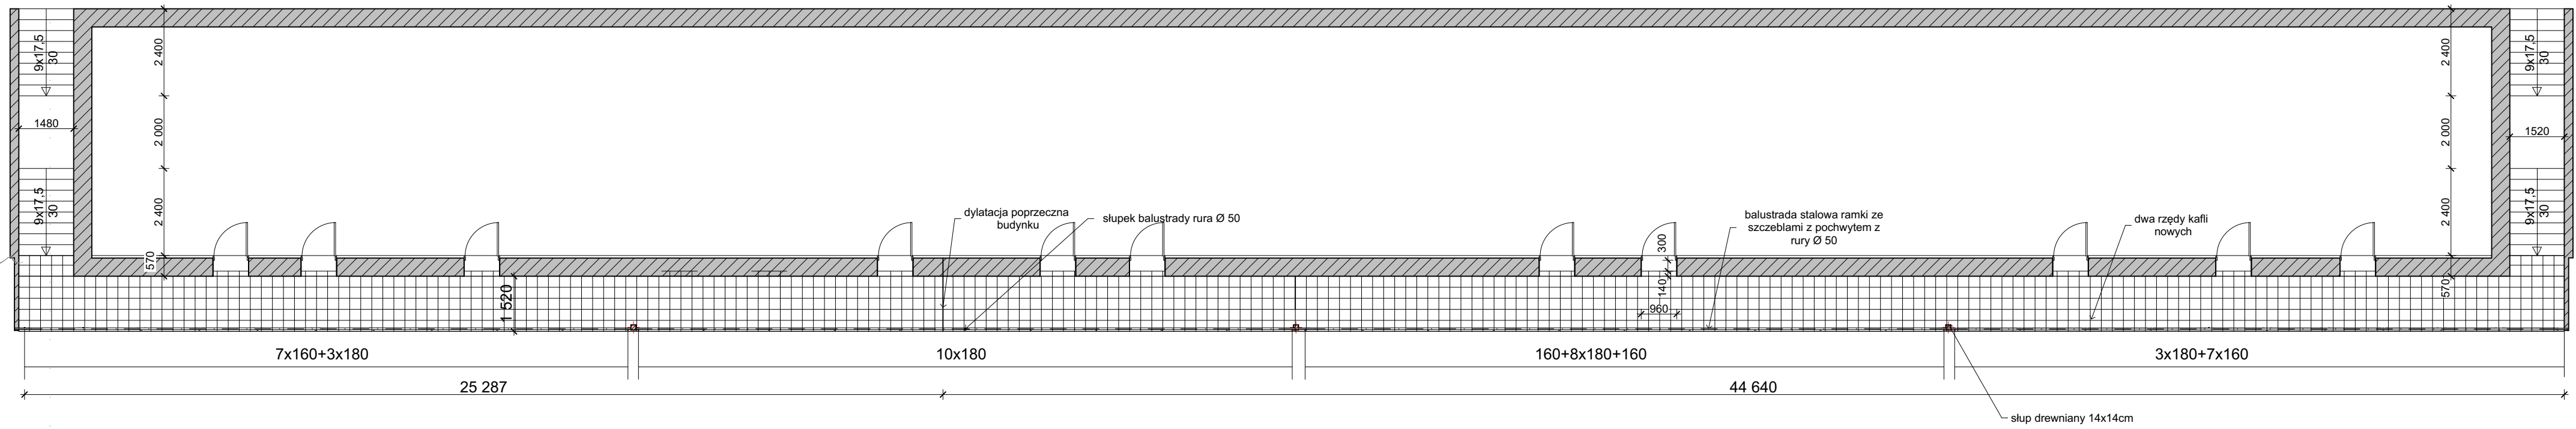 9x17,5
30
2 400
2 400
9x17,5
30
1480
2 000
2 000
1520
9x17,5
30
2 400
2 400
9x17,5
30
dylatacja poprzeczna
budynku
słupek balustrady rura Ø 50
balustrada stalowa ramki ze
szczeblami z pochwytem z
rury Ø 50
dwa rzędy kafli
nowych
300
570
1 520
140
960
570
7x160+3x180
10x180
160+8x180+160
3x180+7x160
25 287
44 640
słup drewniany 14x14cm